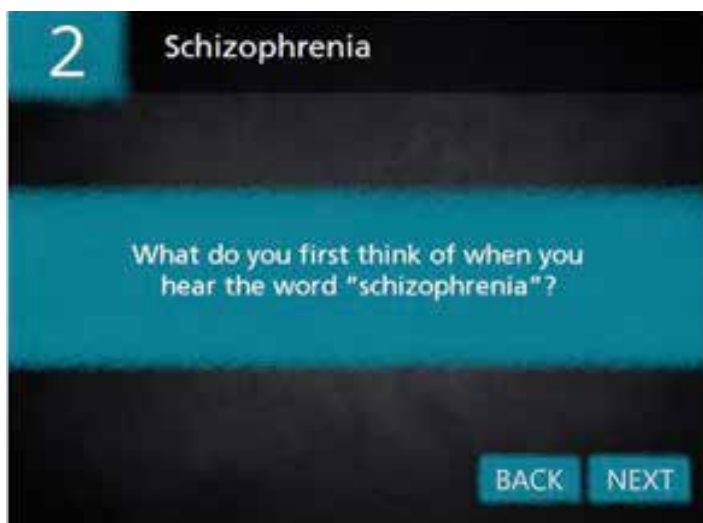 2
Schizophrenia
What do you first think of when you
hear the word "schizophrenia"?
BACK NEXT